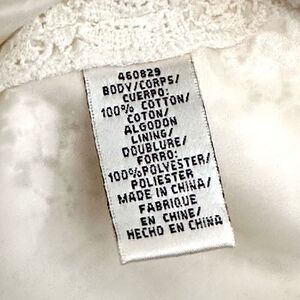 460829
BODY/CORPS/
CUERPO:
100% COTTON/
COTON/
ALGODON
LINING/
DOUBLURE/
FORRO:
100%POLYESTER/
POLIESTER
MADE IN CHINA/
FABRIQUE
EN CHINE/
HECHO EN CHINA